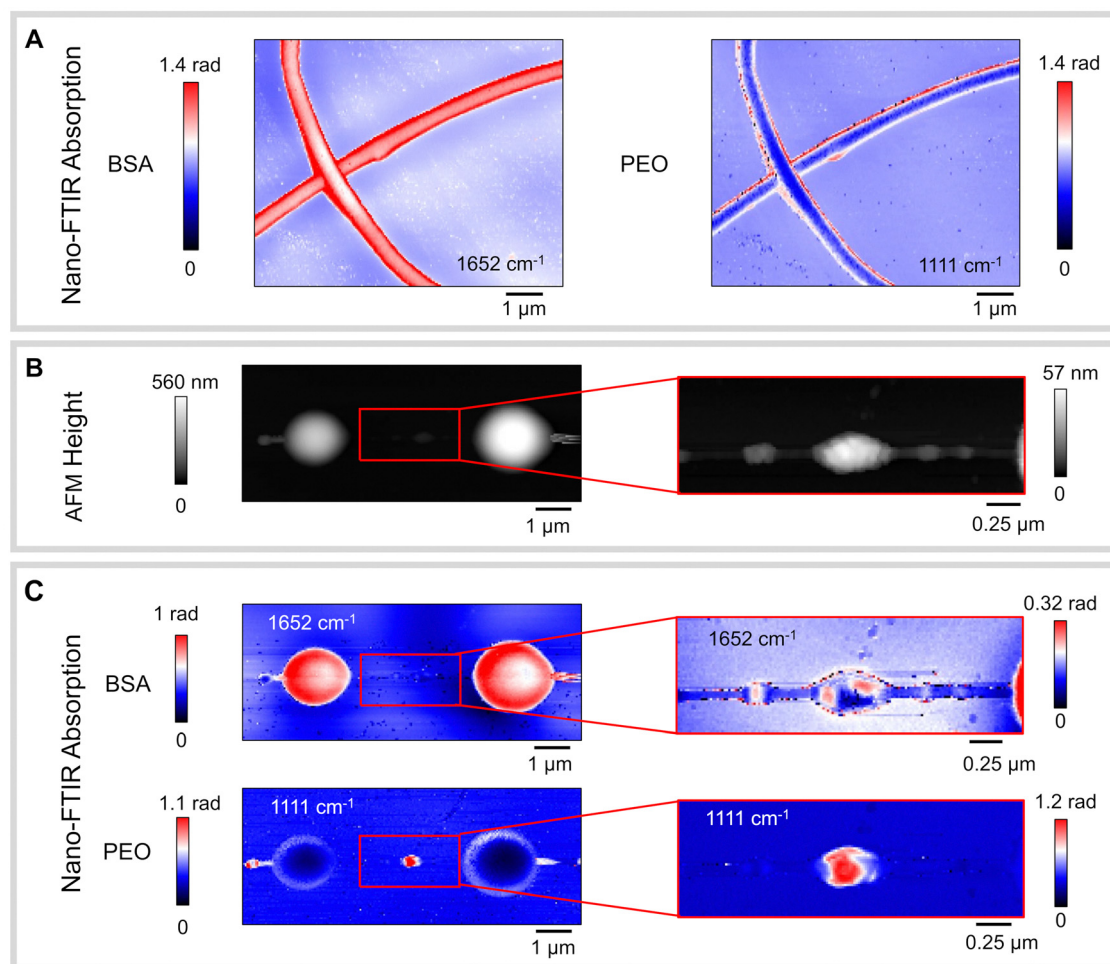 A
Nano-FTIR Absorption
BSA
1.4 rad
0
1652 cm⁻¹
1 µm
PEO
1111 cm⁻¹
1 µm
1.4 rad
0
B
AFM Height
560 nm
0
1 µm
57 nm
0
0.25 µm
C
Nano-FTIR Absorption
BSA
1 rad
0
1652 cm⁻¹
1 µm
1652 cm⁻¹
0.32 rad
0
0.25 µm
PEO
1.1 rad
0
1111 cm⁻¹
1 µm
1111 cm⁻¹
1.2 rad
0
0.25 µm